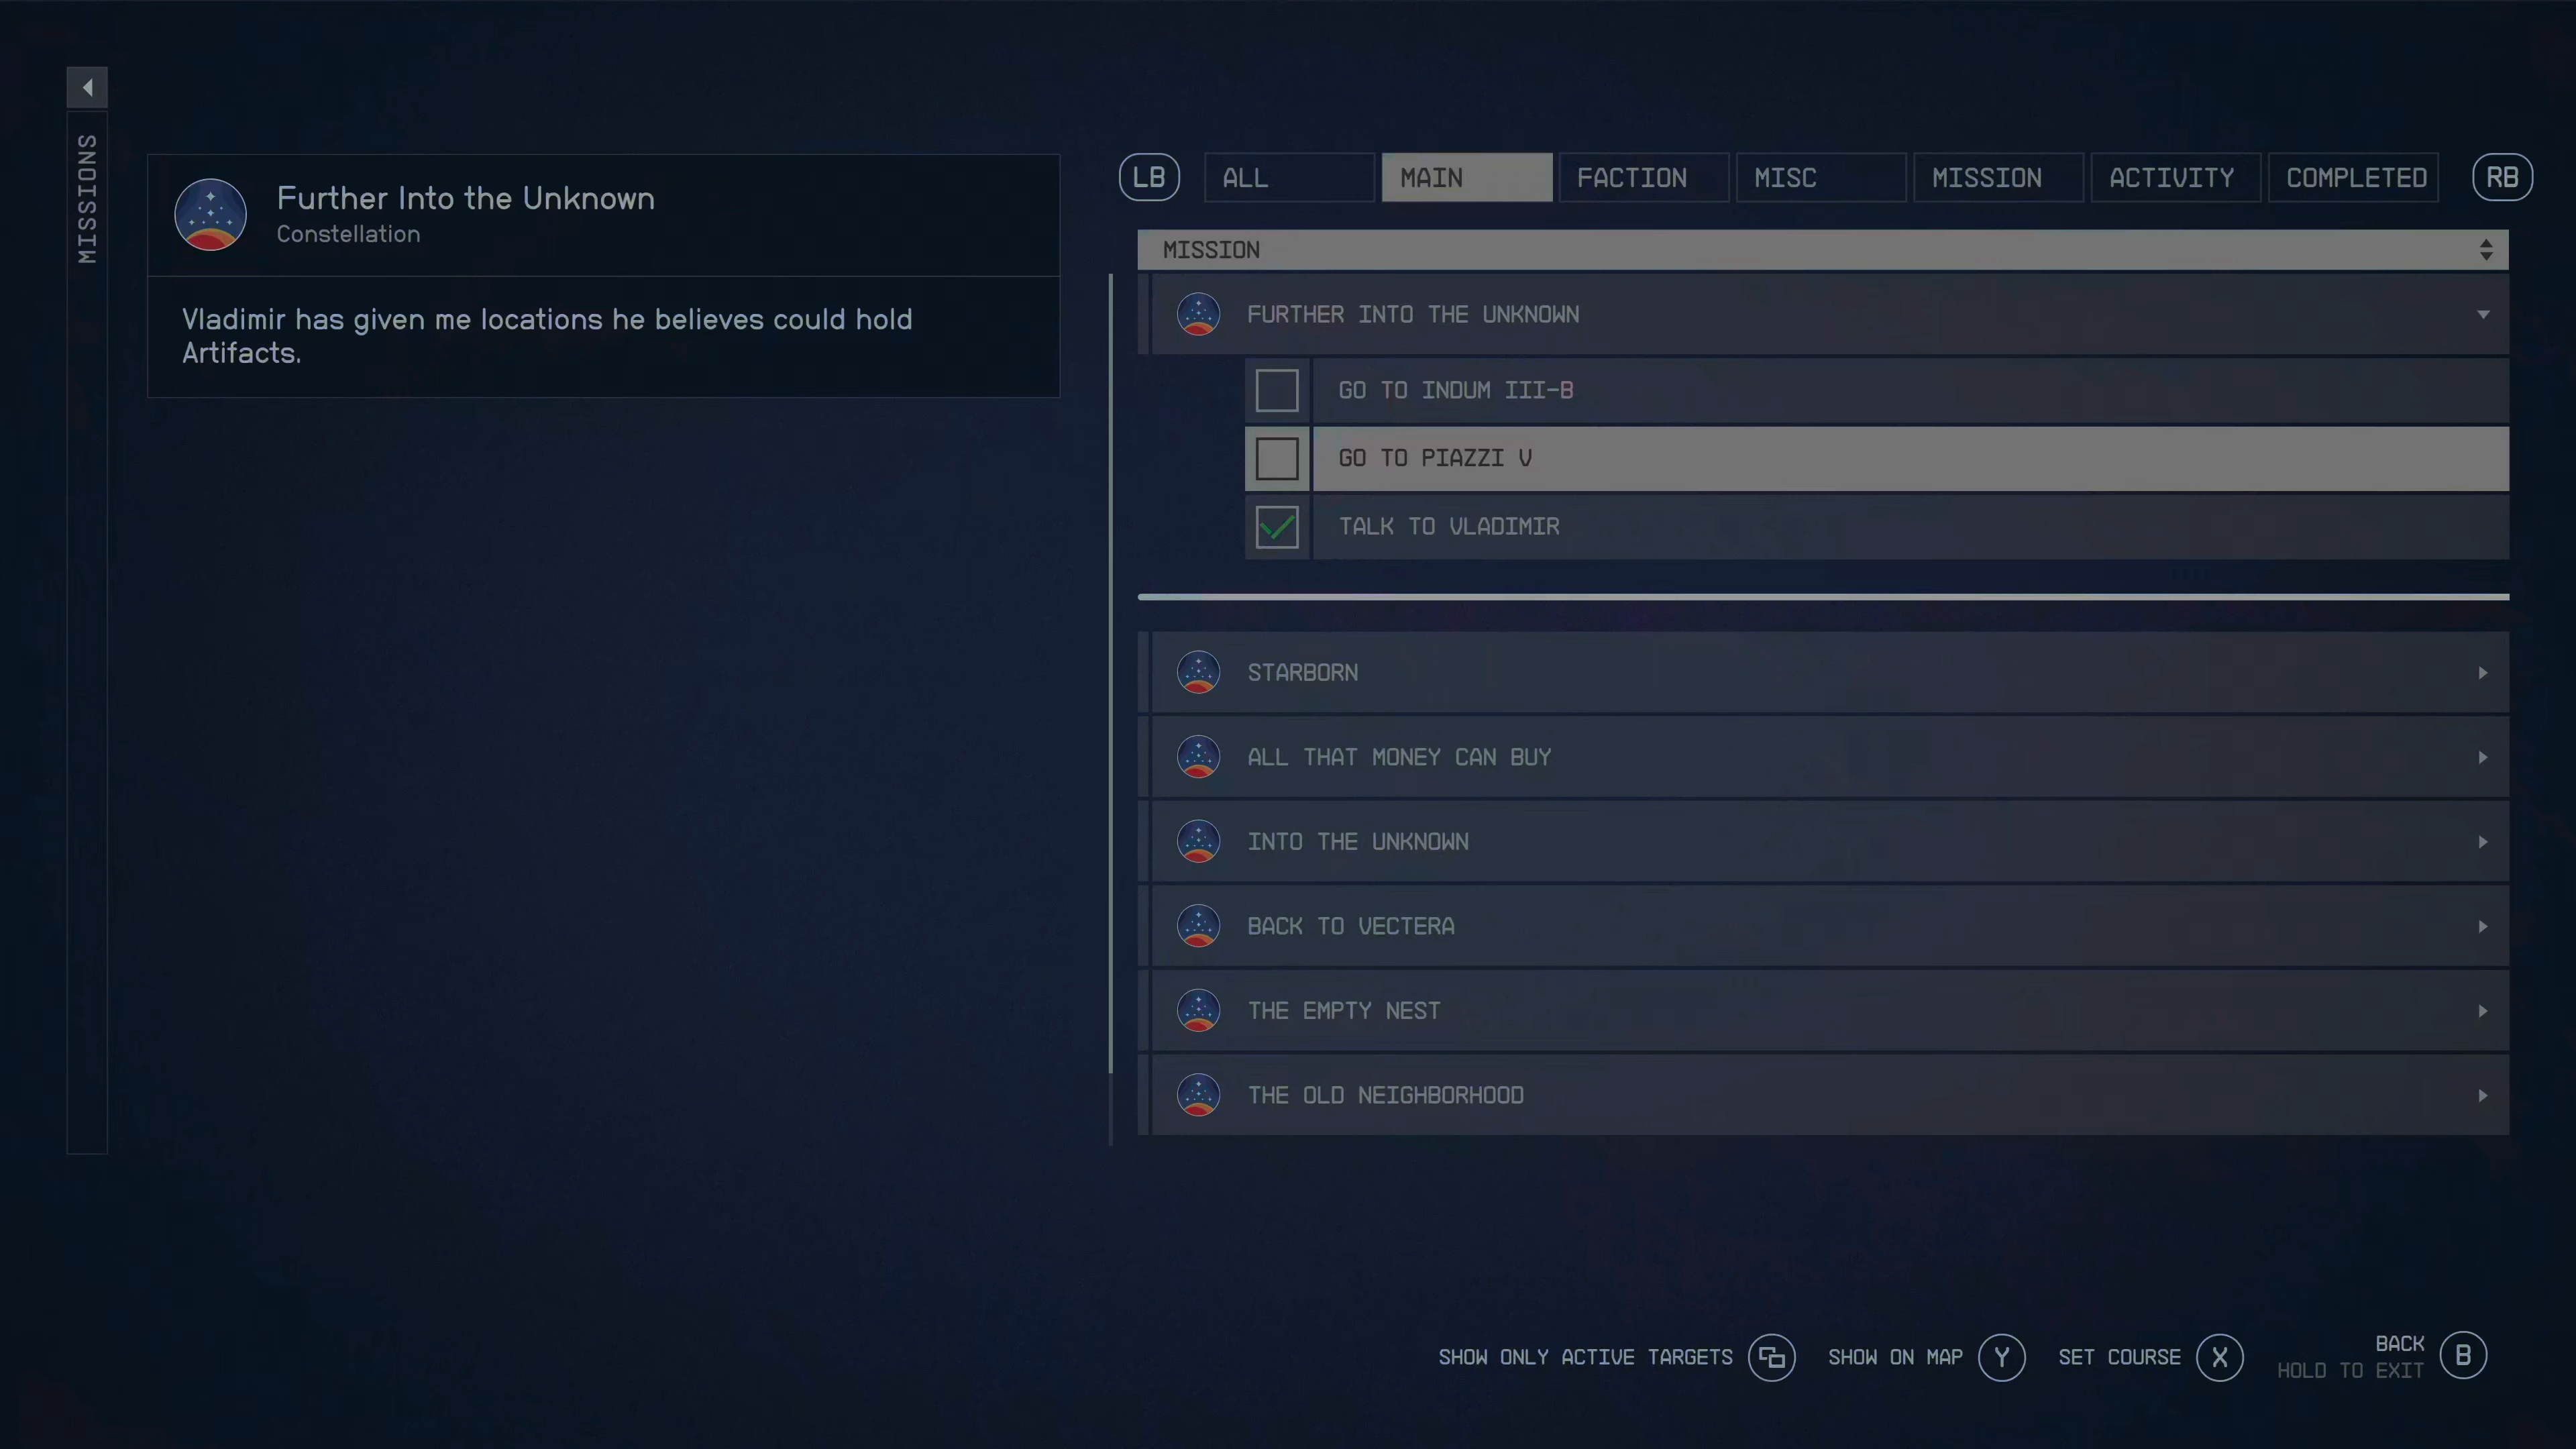 MISSIONS
Further Into the Unknown
Constellation
Vladimir has given me locations he believes could hold
Artifacts.
LB
ALL
MAIN
FACTION
MISC
MISSION
ACTIVITY
COMPLETED
RB
MISSION
FURTHER INTO THE UNKNOWN
GO TO INDUM III-B
GO TO PIAZZI V
TALK TO VLADIMIR
STARBORN
ALL THAT MONEY CAN BUY
INTO THE UNKNOWN
BACK TO VECTERA
THE EMPTY NEST
THE OLD NEIGHBORHOOD
SHOW ONLY ACTIVE TARGETS
SHOW ON MAP Y
SET COURSE X
BACK B
HOLD TO EXIT